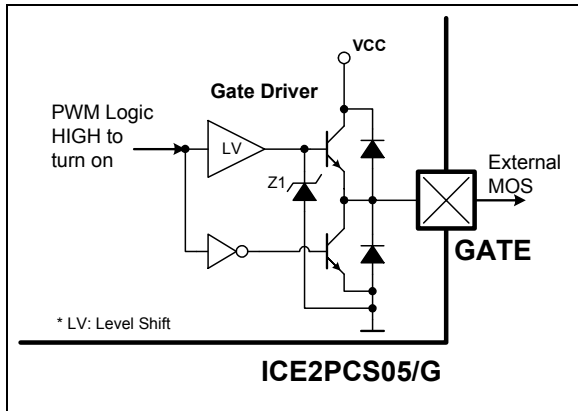 VCC
Gate Driver
PWM Logic
HIGH to
turn on
LV
Z1
External
MOS
GATE
* LV: Level Shift
ICE2PCS05/G